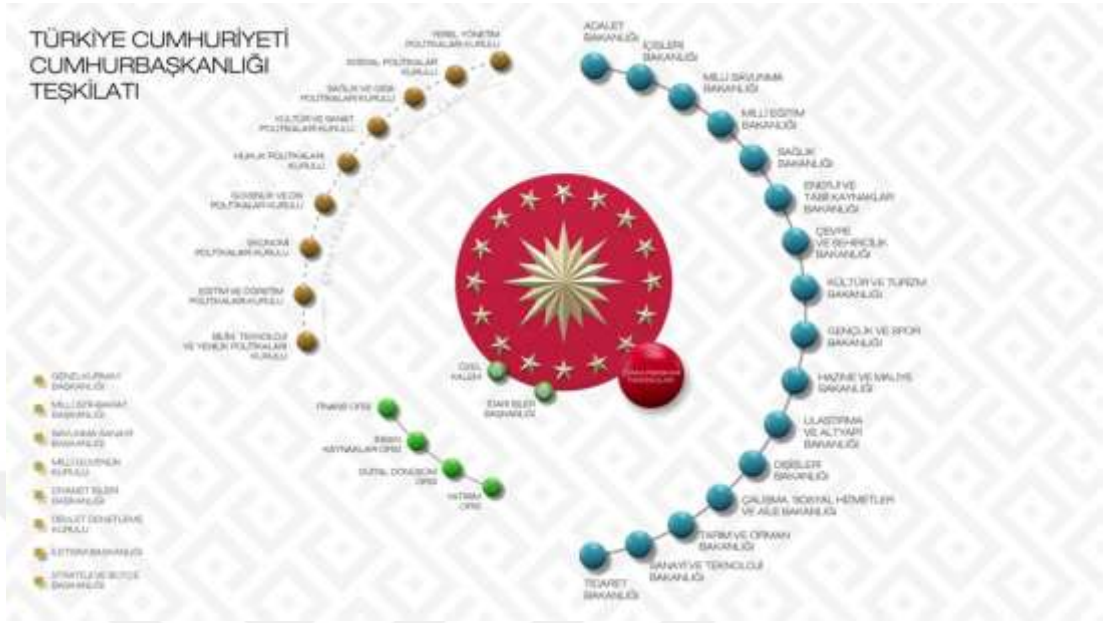 TÜRKİYE CUMHURİYETİ
CUMHURBAŞKANLIĞI
TEŞKİLATI
YEREL YÖNETİM
POLİTİKALARI KURULU
SOSYAL POLİTİKALAR
KURULU
SAĞLIK VE GIDA
POLİTİKALARI KURULU
KÜLTÜR VE SANAT
POLİTİKALARI KURULU
HUKUK POLİTİKALARI
KURULU
GÜVENLİK VE DIŞ
POLİTİKALAR KURULU
EKONOMİ
POLİTİKALARI KURULU
EĞİTİM VE ÖĞRETİM
POLİTİKALARI KURULU
BİLİM, TEKNOLOJİ
VE YENİLİK POLİTİKALARI
KURULU
GENELKURMAY
BAŞKANLIĞI
MİLLİ İSTİHBARAT
BAŞKANLIĞI
SAVUNMA SANAYİİ
BAŞKANLIĞI
MİLLİ GÜVENLİK
KURULU
DİYANET İŞLERİ
BAŞKANLIĞI
DEVLET DENETLEME
KURULU
İLETİŞİM BAŞKANLIĞI
STRATEJİ VE BÜTÇE
BAŞKANLIĞI
ÖZEL
KALEM
İDARİ İŞLER
BAŞKANLIĞI
FİNANS OFİSİ
İNSAN
KAYNAKLARI OFİSİ
DİJİTAL DÖNÜŞÜM
OFİSİ
YATIRIM
OFİSİ
ADALET
BAKANLIĞI
İÇİŞLERİ
BAKANLIĞI
MİLLİ SAVUNMA
BAKANLIĞI
MİLLİ EĞİTİM
BAKANLIĞI
SAĞLIK
BAKANLIĞI
ENERJİ VE
TABİİ KAYNAKLAR
BAKANLIĞI
ÇEVRE
VE ŞEHİRCİLİK
BAKANLIĞI
KÜLTÜR VE TURİZM
BAKANLIĞI
GENÇLİK VE SPOR
BAKANLIĞI
HAZİNE VE MALİYE
BAKANLIĞI
ULAŞTIRMA
VE ALTYAPI
BAKANLIĞI
DIŞİŞLERİ
BAKANLIĞI
ÇALIŞMA, SOSYAL HİZMETLER
VE AİLE BAKANLIĞI
TARIM VE ORMAN
BAKANLIĞI
SANAYİ VE TEKNOLOJİ
BAKANLIĞI
TİCARET
BAKANLIĞI